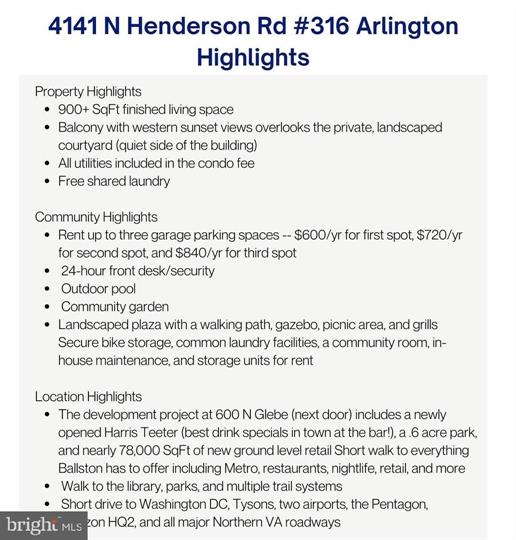 4141 N Henderson Rd #316 Arlington
Highlights
Property Highlights
• 900+ SqFt finished living space
• Balcony with western sunset views overlooks the private, landscaped
courtyard (quiet side of the building)
• All utilities included in the condo fee
• Free shared laundry
Community Highlights
• Rent up to three garage parking spaces -- $600/yr for first spot, $720/yr
for second spot, and $840/yr for third spot
• 24-hour front desk/security
• Outdoor pool
• Community garden
• Landscaped plaza with a walking path, gazebo, picnic area, and grills
Secure bike storage, common laundry facilities, a community room, in-
house maintenance, and storage units for rent
Location Highlights
• The development project at 600 N Glebe (next door) includes a newly
opened Harris Teeter (best drink specials in town at the bar!), a .6 acre park,
and nearly 78,000 SqFt of new ground level retail Short walk to everything
Ballston has to offer including Metro, restaurants, nightlife, retail, and more
• Walk to the library, parks, and multiple trail systems
• Short drive to Washington DC, Tysons, two airports, the Pentagon,
zon HQ2, and all major Northern VA roadways
bright MLS